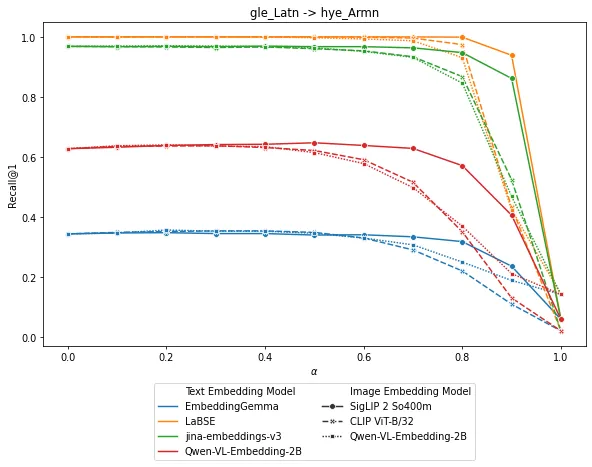 gle_Latn -> hye_Armn
Recall@1
1.0
0.8
0.6
0.4
0.2
0.0
0.0 0.2 0.4 0.6 0.8 1.0
α
Text Embedding Model
EmbeddingGemma
LaBSE
jina-embeddings-v3
Qwen-VL-Embedding-2B
Image Embedding Model
SigLIP 2 So400m
CLIP ViT-B/32
Qwen-VL-Embedding-2B